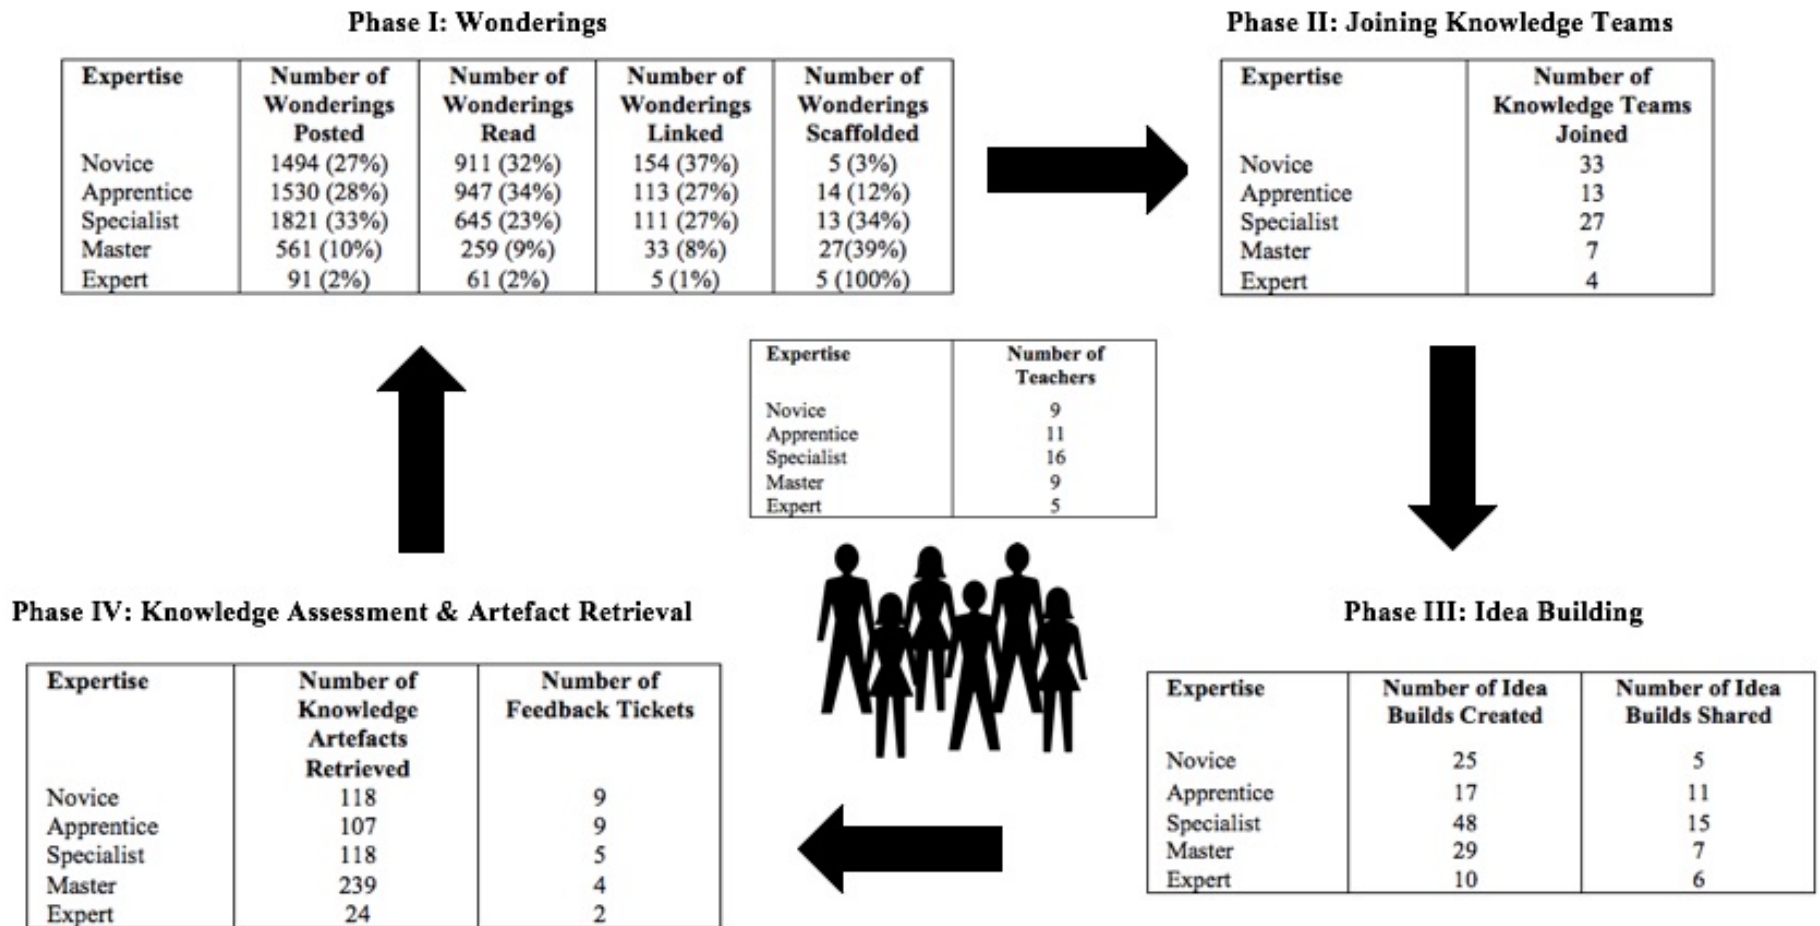 Phase I: Wonderings
Expertise Number of Wonderings Posted Number of Wonderings Read Number of Wonderings Linked Number of Wonderings Scaffolded
Novice 1494 (27%) 911 (32%) 154 (37%) 5 (3%)
Apprentice 1530 (28%) 947 (34%) 113 (27%) 14 (12%)
Specialist 1821 (33%) 645 (23%) 111 (27%) 13 (34%)
Master 561 (10%) 259 (9%) 33 (8%) 27(39%)
Expert 91 (2%) 61 (2%) 5 (1%) 5 (100%)
Phase II: Joining Knowledge Teams
Expertise Number of Knowledge Teams Joined
Novice 33
Apprentice 13
Specialist 27
Master 7
Expert 4
Expertise Number of Teachers
Novice 9
Apprentice 11
Specialist 16
Master 9
Expert 5
Phase III: Idea Building
Expertise Number of Idea Builds Created Number of Idea Builds Shared
Novice 25 5
Apprentice 17 11
Specialist 48 15
Master 29 7
Expert 10 6
Phase IV: Knowledge Assessment & Artefact Retrieval
Expertise Number of Knowledge Artefacts Retrieved Number of Feedback Tickets
Novice 118 9
Apprentice 107 9
Specialist 118 5
Master 239 4
Expert 24 2